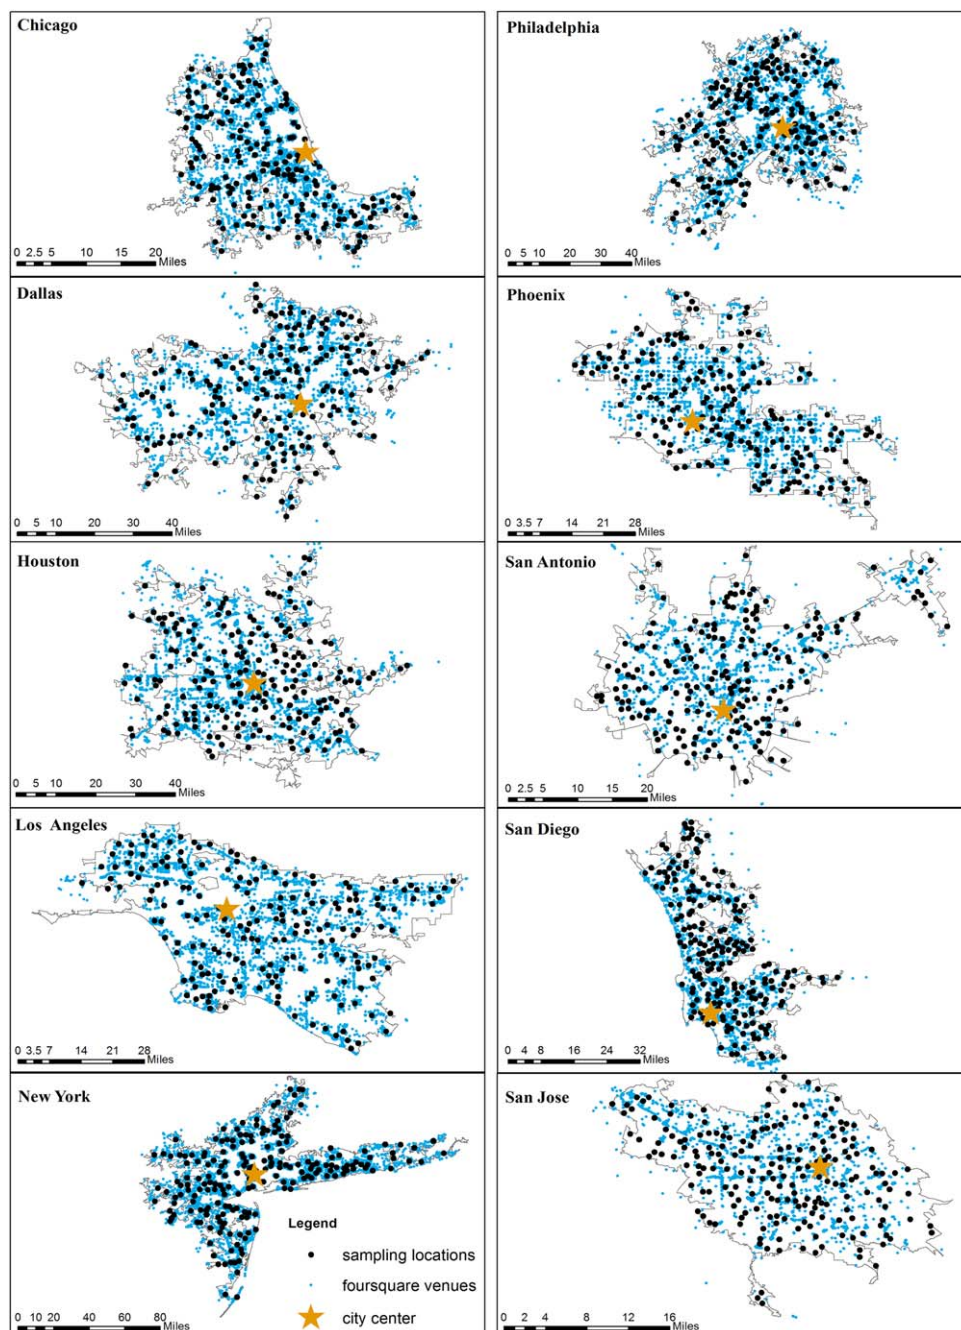 Chicago
0 2.5 5 10 15 20
Miles
Philadelphia
0 5 10 20 30 40
Miles
Dallas
0 5 10 20 30 40
Miles
Phoenix
0 3.5 7 14 21 28
Miles
Houston
0 5 10 20 30 40
Miles
San Antonio
0 2.5 5 10 15 20
Miles
Los Angeles
0 3.5 7 14 21 28
Miles
San Diego
0 4 8 16 24 32
Miles
New York
Legend
sampling locations
foursquare venues
city center
0 10 20 40 60 80
Miles
San Jose
0 2 4 8 12 16
Miles